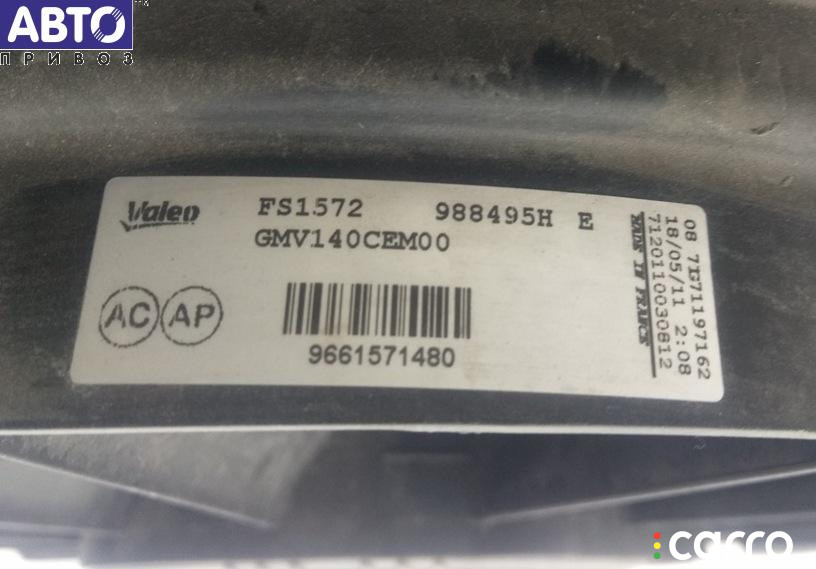 АВТО
ПРИВОЗ
Valeo FS1572 988495H E
GMV140CEM00
AC AP
9661571480
08 7E71197162
18/05/11 2:08
7120110030812
MADE IN FRANCE
carro